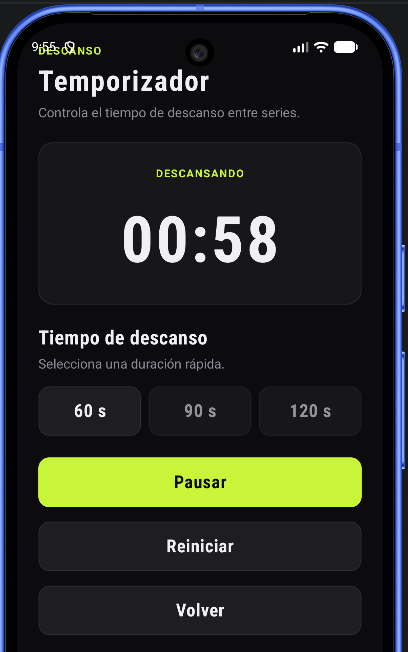 9:55
DESCANSO
Temporizador
Controla el tiempo de descanso entre series.
DESCANSANDO
00:58
Tiempo de descanso
Selecciona una duración rápida.
60 s 90 s 120 s
Pausar
Reiniciar
Volver